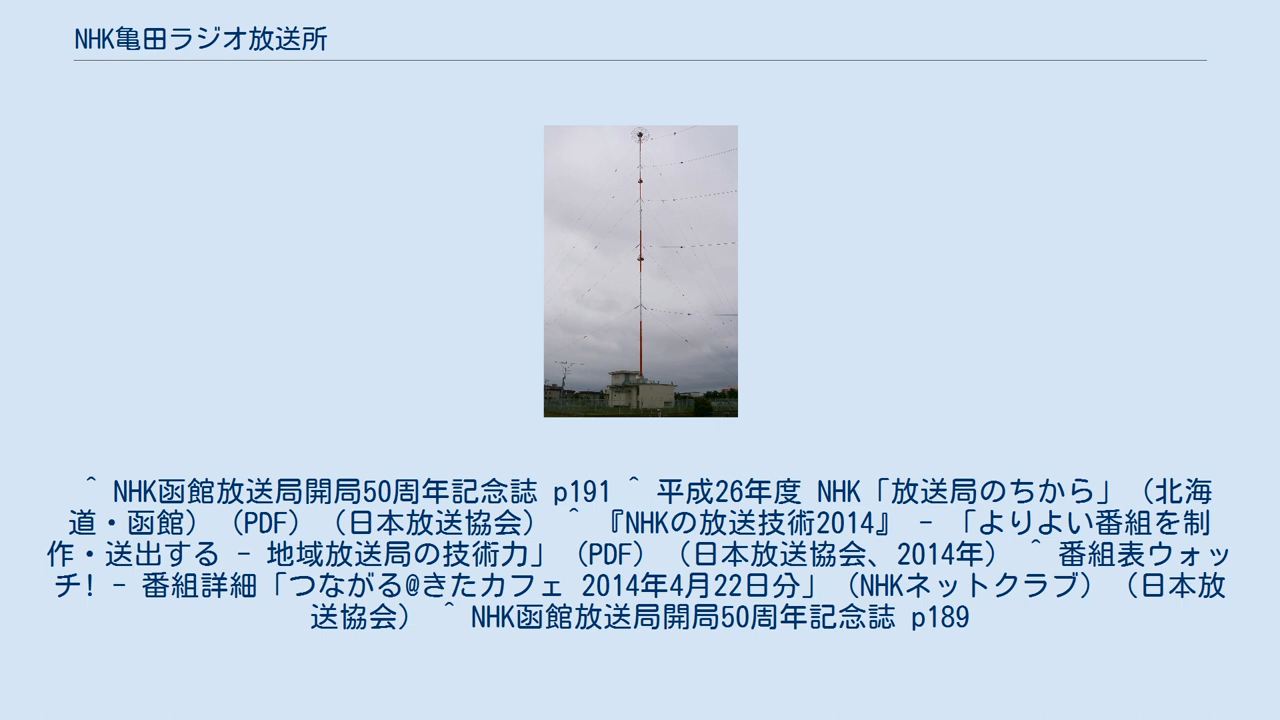 NHK亀田ラジオ放送所
^ NHK函館放送局開局50周年記念誌 p191 ^ 平成26年度 NHK「放送局のちから」（北海
道・函館）（PDF）（日本放送協会） ^ 『NHKの放送技術2014』 - 「よりよい番組を制
作・送出する - 地域放送局の技術力」（PDF）（日本放送協会、2014年） ^ 番組表ウォッ
チ! - 番組詳細「つながる@きたカフェ 2014年4月22日分」（NHKネットクラブ）（日本放
送協会） ^ NHK函館放送局開局50周年記念誌 p189